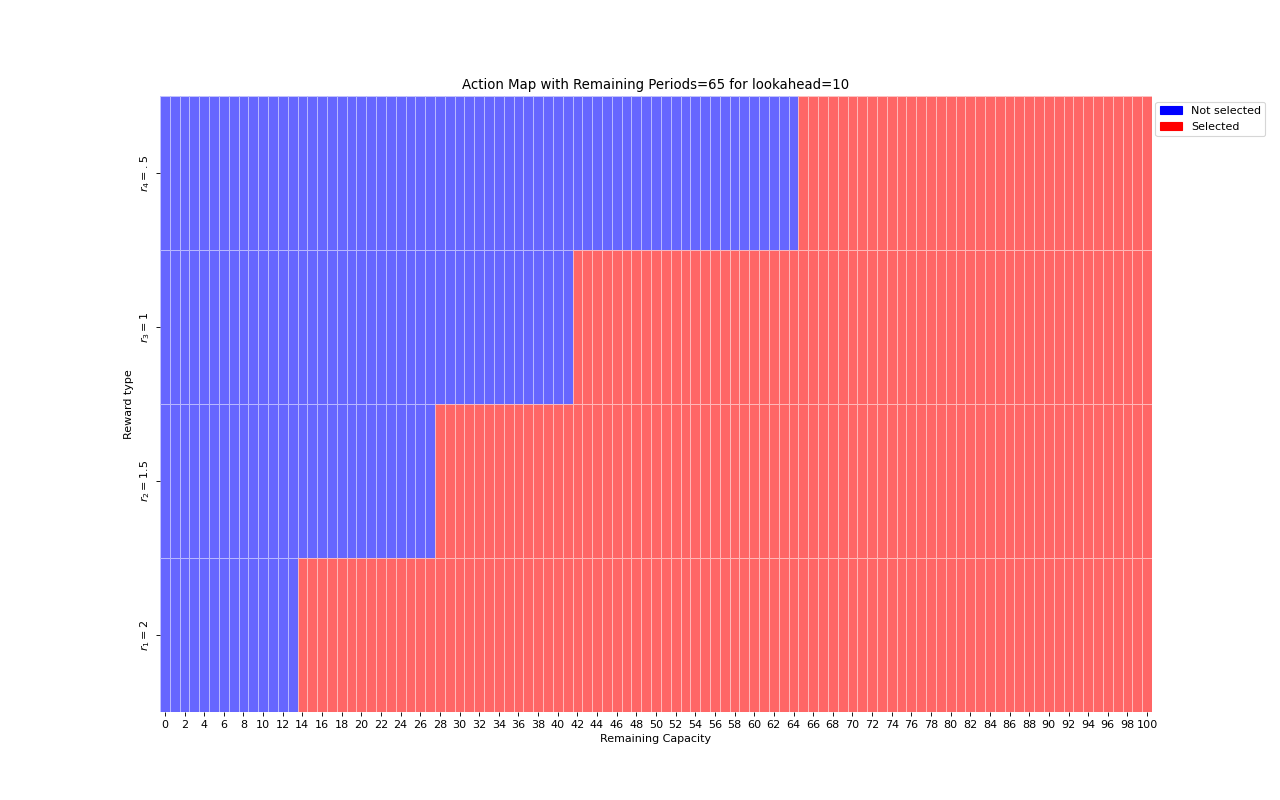 Action Map with Remaining Periods=65 for lookahead=10
Not selected
Selected
r₄ = .5
r₃ = 1
r₂ = 1.5
r₁ = 2
Reward type
0 2 4 6 8 10 12 14 16 18 20 22 24 26 28 30 32 34 36 38 40 42 44 46 48 50 52 54 56 58 60 62 64 66 68 70 72 74 76 78 80 82 84 86 88 90 92 94 96 98 100
Remaining Capacity